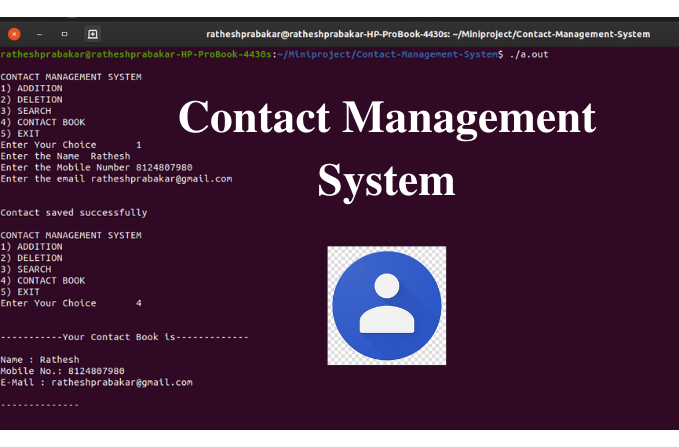 ratheshprabakar@ratheshprabakar-HP-ProBook-4430s: ~/Miniproject/Contact-Management-System
ratheshprabakar@ratheshprabakar-HP-ProBook-4430s:~/Miniproject/Contact-Management-System$ ./a.out
CONTACT MANAGEMENT SYSTEM
1) ADDITION
2) DELETION
3) SEARCH
4) CONTACT BOOK
5) EXIT
Enter Your Choice 1
Enter the Name Rathesh
Enter the Mobile Number 8124807980
Enter the email ratheshprabakar@gmail.com
Contact saved successfully
CONTACT MANAGEMENT SYSTEM
1) ADDITION
2) DELETION
3) SEARCH
4) CONTACT BOOK
5) EXIT
Enter Your Choice 4
-----------Your Contact Book is-------------
Name : Rathesh
Mobile No.: 8124807980
E-Mail : ratheshprabakar@gmail.com
--------------
Contact Management
System